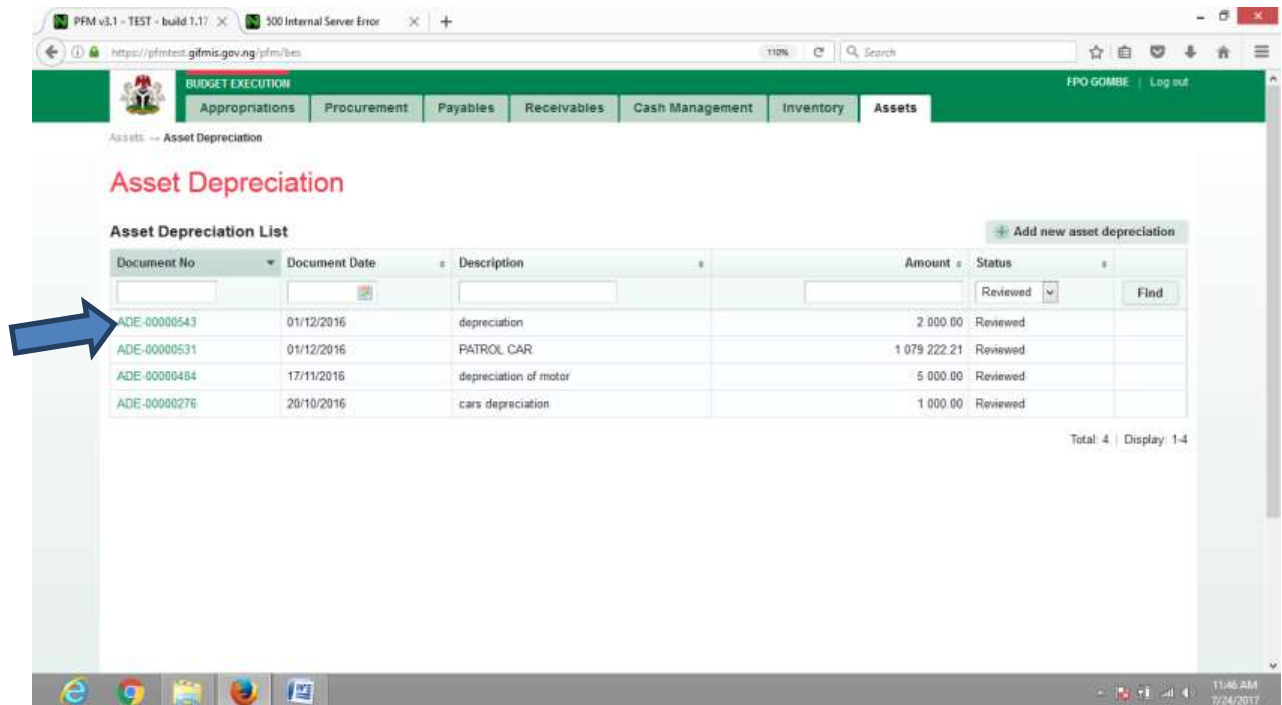 PFM v3.1 - TEST - build 1.17
500 Internal Server Error
https://pfmtest.gifmis.gov.ng/pfm/bes
110%
Search
BUDGET EXECUTION
FPO GOMBE | Log out
Appropriations Procurement Payables Receivables Cash Management Inventory Assets
Assets → Asset Depreciation
Asset Depreciation
Asset Depreciation List
Add new asset depreciation
Document No Document Date Description Amount Status
Reviewed Find
ADE-00000543 01/12/2016 depreciation 2 000.00 Reviewed
ADE-00000531 01/12/2016 PATROL CAR 1 079 222.21 Reviewed
ADE-00000484 17/11/2016 depreciation of motor 5 000.00 Reviewed
ADE-00000276 20/10/2016 cars depreciation 1 000.00 Reviewed
Total: 4 | Display: 1-4
11:46 AM
7/24/2017